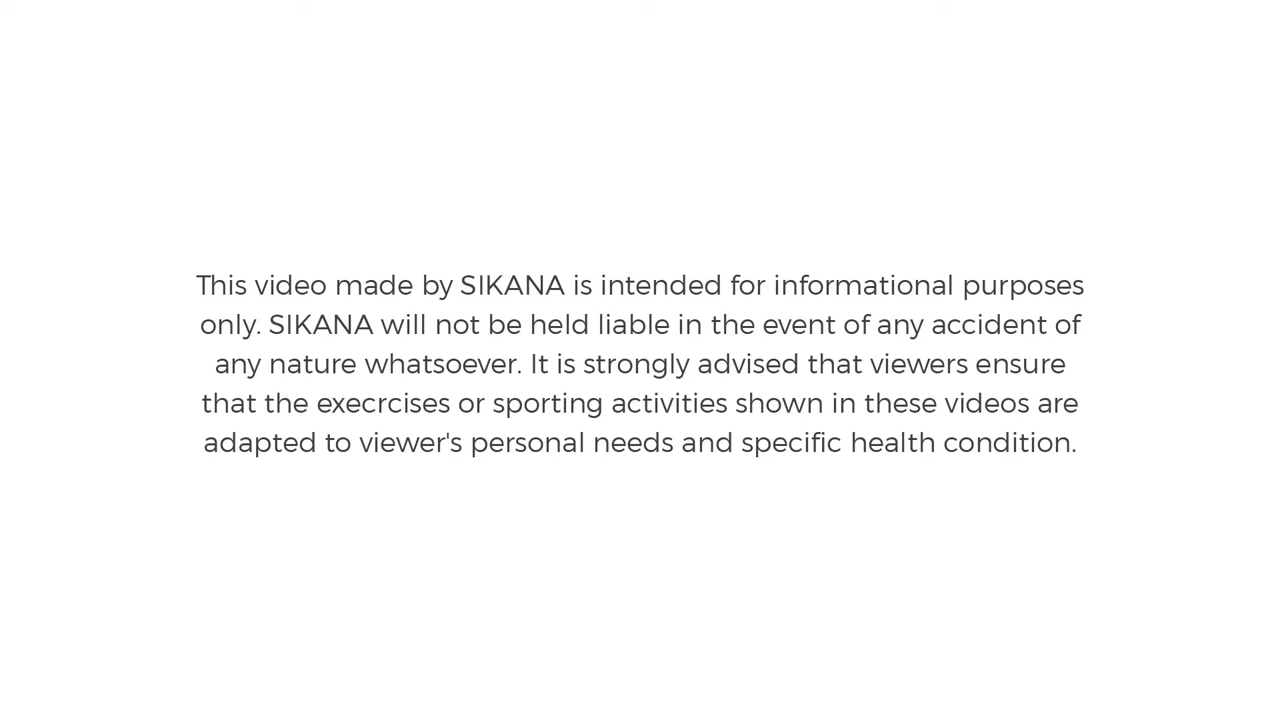 This video made by SIKANA is intended for informational purposes
only. SIKANA will not be held liable in the event of any accident of
any nature whatsoever. It is strongly advised that viewers ensure
that the execrcises or sporting activities shown in these videos are
adapted to viewer's personal needs and specific health condition.